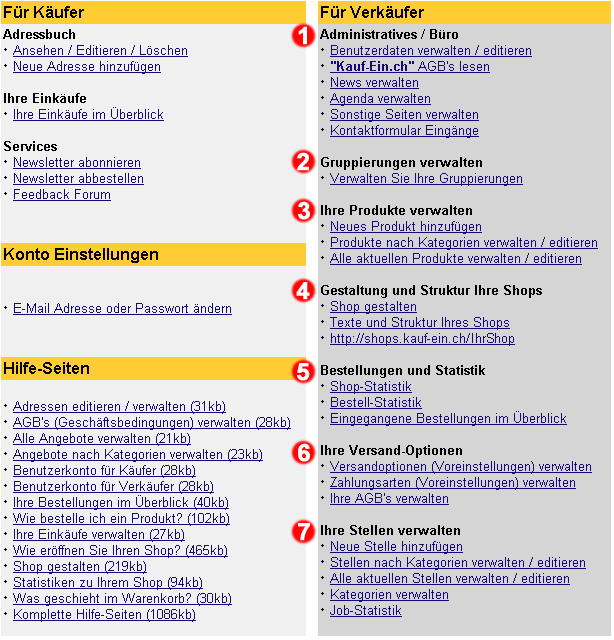 Für Käufer
Adressbuch
· Ansehen / Editieren / Löschen
· Neue Adresse hinzufügen
Ihre Einkäufe
· Ihre Einkäufe im Überblick
Services
· Newsletter abonnieren
· Newsletter abbestellen
· Feedback Forum
Konto Einstellungen
· E-Mail Adresse oder Passwort ändern
Hilfe-Seiten
· Adressen editieren / verwalten (31kb)
· AGB's (Geschäftsbedingungen) verwalten (28kb)
· Alle Angebote verwalten (21kb)
· Angebote nach Kategorien verwalten (23kb)
· Benutzerkonto für Käufer (28kb)
· Benutzerkonto für Verkäufer (28kb)
· Ihre Bestellungen im Überblick (40kb)
· Wie bestelle ich ein Produkt? (102kb)
· Ihre Einkäufe verwalten (27kb)
· Wie eröffnen Sie Ihren Shop? (465kb)
· Shop gestalten (219kb)
· Statistiken zu Ihrem Shop (94kb)
· Was geschieht im Warenkorb? (30kb)
· Komplette Hilfe-Seiten (1086kb)
Für Verkäufer
1 Administratives / Büro
· Benutzerdaten verwalten / editieren
· "Kauf-Ein.ch" AGB's lesen
· News verwalten
· Agenda verwalten
· Sonstige Seiten verwalten
· Kontaktformular Eingänge
2 Gruppierungen verwalten
· Verwalten Sie Ihre Gruppierungen
3 Ihre Produkte verwalten
· Neues Produkt hinzufügen
· Produkte nach Kategorien verwalten / editieren
· Alle aktuellen Produkte verwalten / editieren
4 Gestaltung und Struktur Ihre Shops
· Shop gestalten
· Texte und Struktur Ihres Shops
· http://shops.kauf-ein.ch/IhrShop
5 Bestellungen und Statistik
· Shop-Statistik
· Bestell-Statistik
· Eingegangene Bestellungen im Überblick
6 Ihre Versand-Optionen
· Versandoptionen (Voreinstellungen) verwalten
· Zahlungsarten (Voreinstellungen) verwalten
· Ihre AGB's verwalten
7 Ihre Stellen verwalten
· Neue Stelle hinzufügen
· Stellen nach Kategorien verwalten / editieren
· Alle aktuellen Stellen verwalten / editieren
· Kategorien verwalten
· Job-Statistik